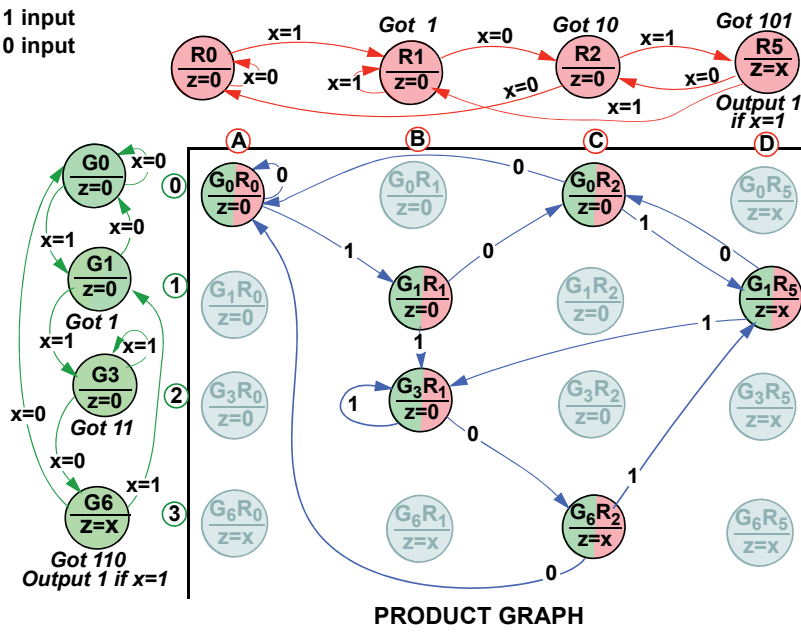 1 input
0 input
R0
z=0
x=1
x=0
Got 1
R1
z=0
x=1
x=0
Got 10
R2
z=0
x=0
x=1
Got 101
R5
z=x
x=0
x=1
Output 1
if x=1
A
B
C
D
G0
z=0
x=0
x=1
x=0
G1
z=0
Got 1
x=1
x=1
G3
z=0
Got 11
x=0
x=0
x=1
G6
z=x
Got 110
Output 1 if x=1
0
1
2
3
G0R0
z=0
0
G0R1
z=0
0
G0R2
z=0
G0R5
z=x
1
0
1
0
G1R0
z=0
G1R1
z=0
G1R2
z=0
G1R5
z=x
1
1
G3R0
z=0
1
G3R1
z=0
G3R2
z=0
G3R5
z=x
0
1
G6R0
z=x
G6R1
z=x
G6R2
z=x
G6R5
z=x
0
PRODUCT GRAPH